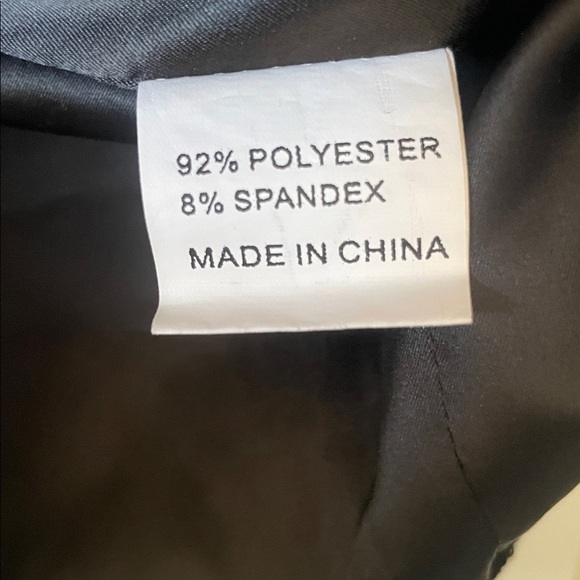 92% POLYESTER
8% SPANDEX
MADE IN CHINA